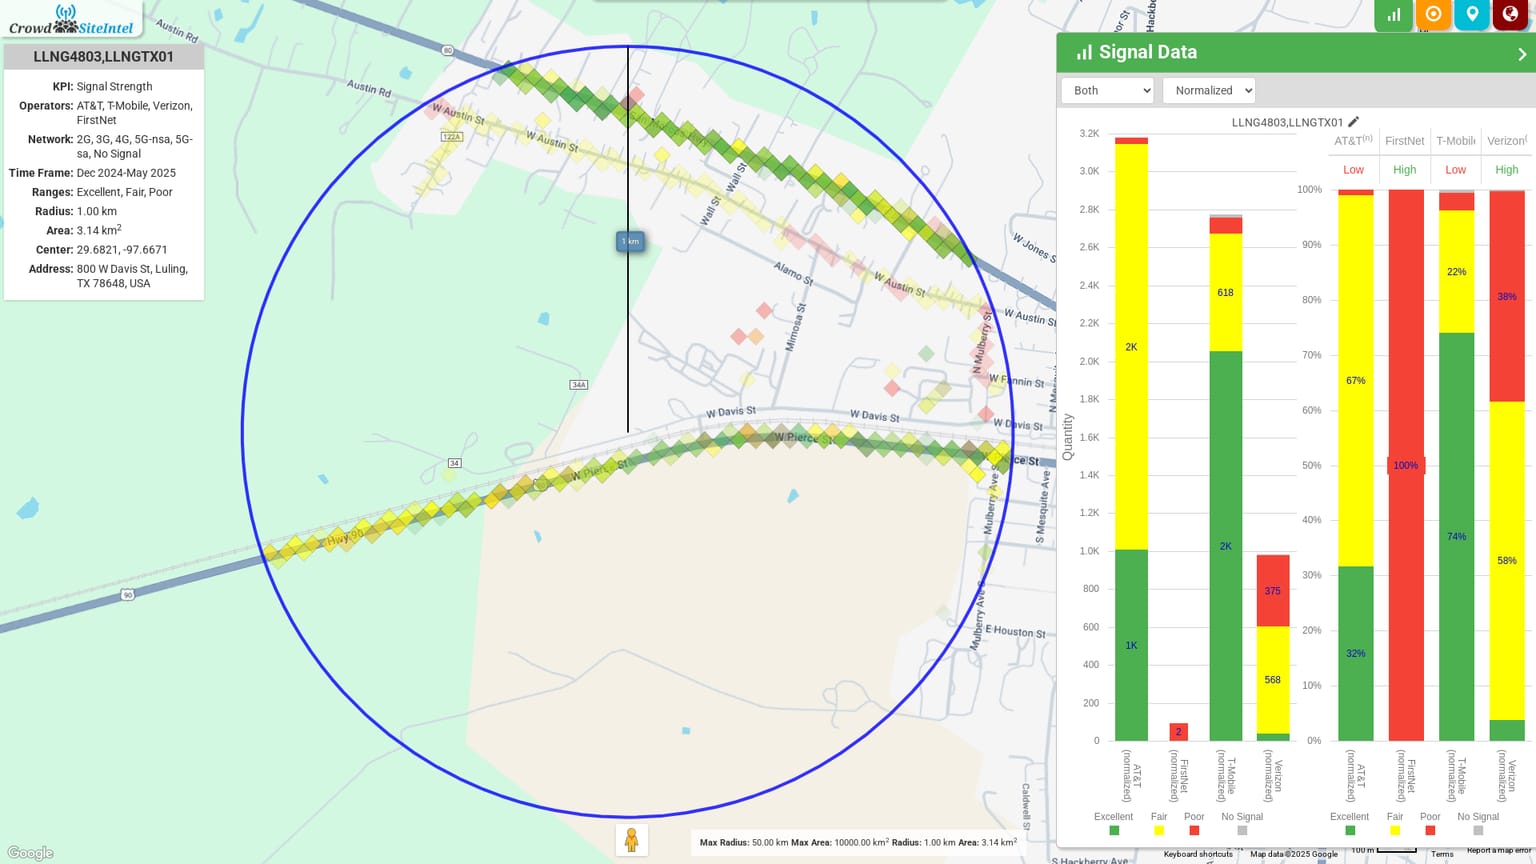 Crowd SiteIntel
LLNG4803,LLNGTX01
KPI: Signal Strength
Operators: AT&T, T-Mobile, Verizon,
FirstNet
Network: 2G, 3G, 4G, 5G-nsa, 5G-
sa, No Signal
Time Frame: Dec 2024-May 2025
Ranges: Excellent, Fair, Poor
Radius: 1.00 km
Area: 3.14 km²
Center: 29.6821, -97.6671
Address: 800 W Davis St, Luling,
TX 78648, USA
Austin Rd
80
Austin Rd
W Austin St
122A
W Austin St
Wall St
Wall St
1 km
W Jones S
Alamo St
W Austin St
W Austin St
Mimosa St
N Mulberry St
W Fannin St
34A
W Davis St
W Davis St
W Davis St
W Pierce St
34
W Pierce St
Hwy 90
90
Mulberry Ave S
S Mesquite Ave
Mulberry Ave S
E Houston St
Caldwell St
S Hackberry Ave
Google
Max Radius: 50.00 km Max Area: 10000.00 km² Radius: 1.00 km Area: 3.14 km²
Signal Data
Both
Normalized
LLNG4803,LLNGTX01
Quantity
3.2K
3.0K
2.8K
2.6K
2.4K
2.2K
2.0K
1.8K
1.6K
1.4K
1.2K
1.0K
800
600
400
200
0
2K
1K
2
618
2K
375
568
AT&T
(normalized)
FirstNet
(normalized)
T-Mobile
(normalized)
Verizon
(normalized)
Excellent
Fair
Poor
No Signal
AT&T(n)
FirstNet
T-Mobile
Verizon(
Low
High
Low
High
100%
90%
80%
70%
60%
50%
40%
30%
20%
10%
0%
67%
32%
100%
22%
74%
38%
58%
AT&T
(normalized)
FirstNet
(normalized)
T-Mobile
(normalized)
Verizon
(normalized)
Excellent
Fair
Poor
No Signal
Keyboard shortcuts
Map data ©2025 Google
100 m
Terms
Report a map error